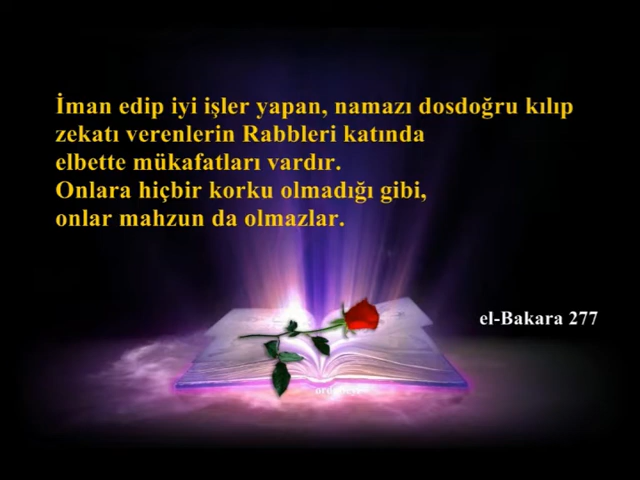 İman edip iyi işler yapan, namazı dosdoğru kılıp
zekatı verenlerin Rabbleri katında
elbette mükafatları vardır.
Onlara hiçbir korku olmadığı gibi,
onlar mahzun da olmazlar.
el-Bakara 277